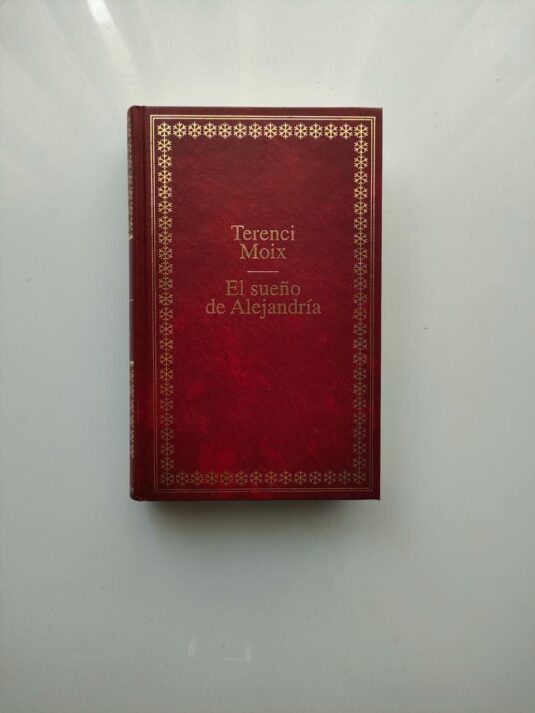 Terenci
Moix
El sueño
de Alejandría